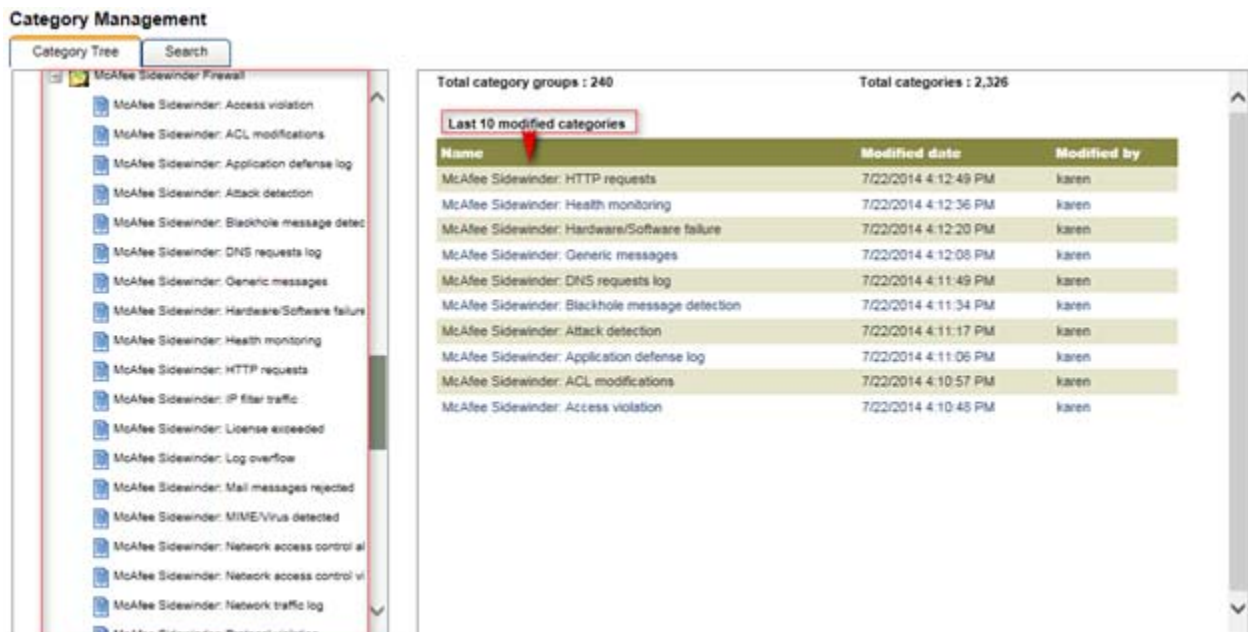 Category Management
Category Tree
Search
McAfee Sidewinder Firewall
McAfee Sidewinder: Access violation
McAfee Sidewinder: ACL modifications
McAfee Sidewinder: Application defense log
McAfee Sidewinder: Attack detection
McAfee Sidewinder: Blackhole message detec
McAfee Sidewinder: DNS requests log
McAfee Sidewinder: Generic messages
McAfee Sidewinder: Hardware/Software failure
McAfee Sidewinder: Health monitoring
McAfee Sidewinder: HTTP requests
McAfee Sidewinder: IP filter traffic
McAfee Sidewinder: License exceeded
McAfee Sidewinder: Log overflow
McAfee Sidewinder: Mail messages rejected
McAfee Sidewinder: MIME/Virus detected
McAfee Sidewinder: Network access control al
McAfee Sidewinder: Network access control vi
McAfee Sidewinder: Network traffic log
Total category groups : 240 Total categories : 2,326
Last 10 modified categories
Name Modified date Modified by
McAfee Sidewinder: HTTP requests 7/22/2014 4:12:49 PM karen
McAfee Sidewinder: Health monitoring 7/22/2014 4:12:36 PM karen
McAfee Sidewinder: Hardware/Software failure 7/22/2014 4:12:20 PM karen
McAfee Sidewinder: Generic messages 7/22/2014 4:12:08 PM karen
McAfee Sidewinder: DNS requests log 7/22/2014 4:11:49 PM karen
McAfee Sidewinder: Blackhole message detection 7/22/2014 4:11:34 PM karen
McAfee Sidewinder: Attack detection 7/22/2014 4:11:17 PM karen
McAfee Sidewinder: Application defense log 7/22/2014 4:11:06 PM karen
McAfee Sidewinder: ACL modifications 7/22/2014 4:10:57 PM karen
McAfee Sidewinder: Access violation 7/22/2014 4:10:48 PM karen